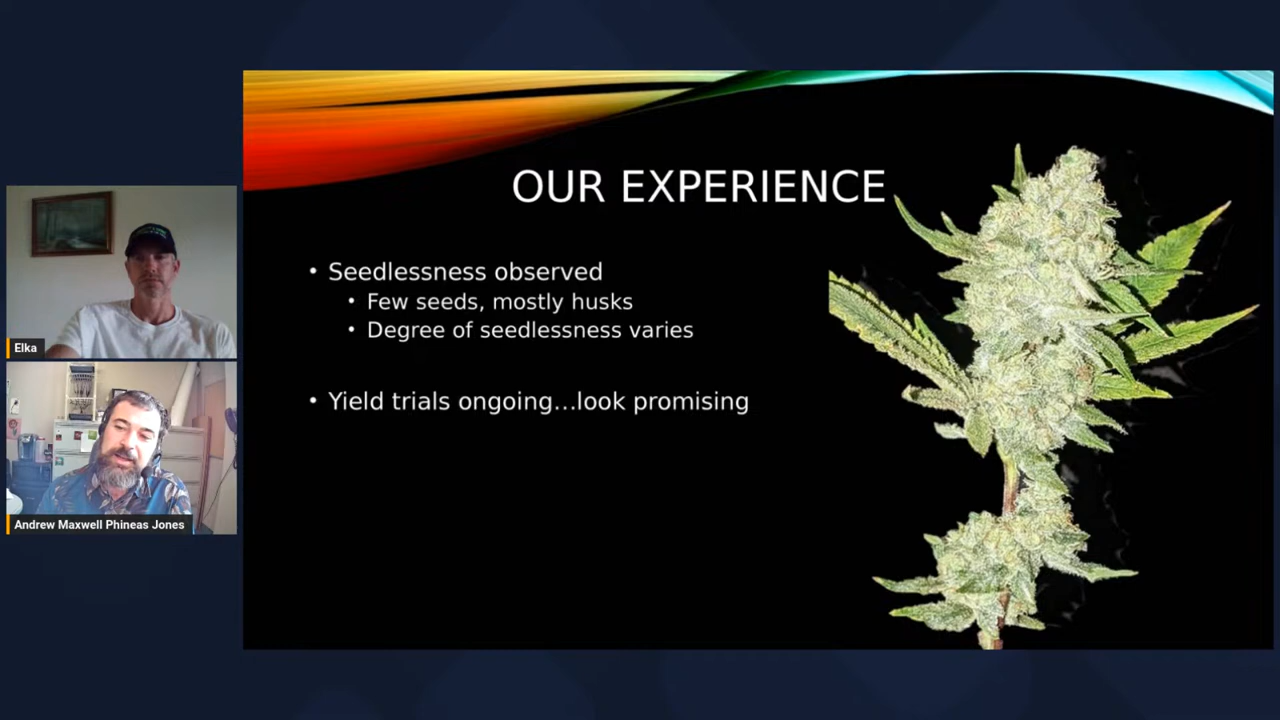 OUR EXPERIENCE
• Seedlessness observed
• Few seeds, mostly husks
• Degree of seedlessness varies
• Yield trials ongoing...look promising
Elka
Andrew Maxwell Phineas Jones